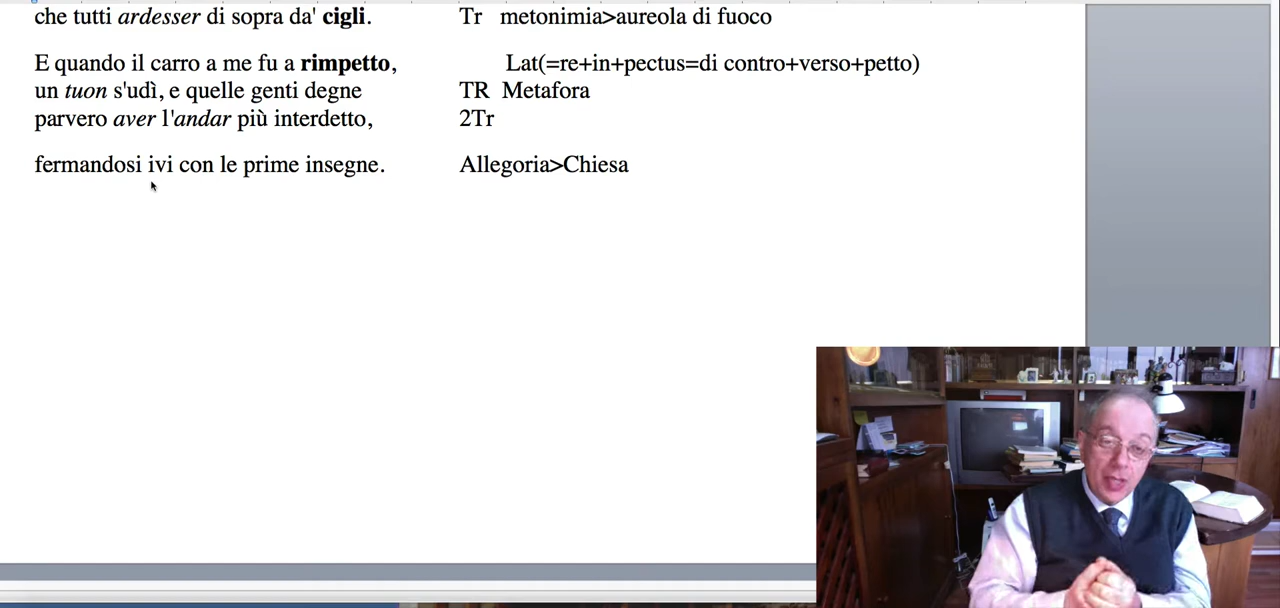 che tutti ardesser di sopra da' cigli. Tr metonimia>aureola di fuoco
E quando il carro a me fu a rimpetto, Lat(=re+in+pectus=di contro+verso+petto)
un tuon s'udì, e quelle genti degne TR Metafora
parvero aver l'andar più interdetto, 2Tr
fermandosi ivi con le prime insegne. Allegoria>Chiesa